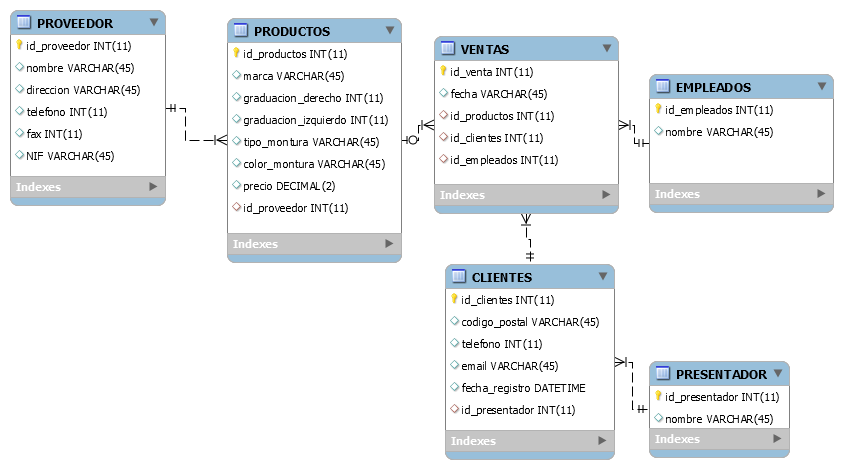 PROVEEDOR
id_proveedor INT(11)
nombre VARCHAR(45)
direccion VARCHAR(45)
telefono INT(11)
fax INT(11)
NIF VARCHAR(45)
Indexes
PRODUCTOS
id_productos INT(11)
marca VARCHAR(45)
graduacion_derecho INT(11)
graduacion_izquierdo INT(11)
tipo_montura VARCHAR(45)
color_montura VARCHAR(45)
precio DECIMAL(2)
id_proveedor INT(11)
Indexes
VENTAS
id_venta INT(11)
fecha VARCHAR(45)
id_productos INT(11)
id_clientes INT(11)
id_empleados INT(11)
Indexes
EMPLEADOS
id_empleados INT(11)
nombre VARCHAR(45)
Indexes
CLIENTES
id_clientes INT(11)
codigo_postal VARCHAR(45)
telefono INT(11)
email VARCHAR(45)
fecha_registro DATETIME
id_presentador INT(11)
Indexes
PRESENTADOR
id_presentador INT(11)
nombre VARCHAR(45)
Indexes